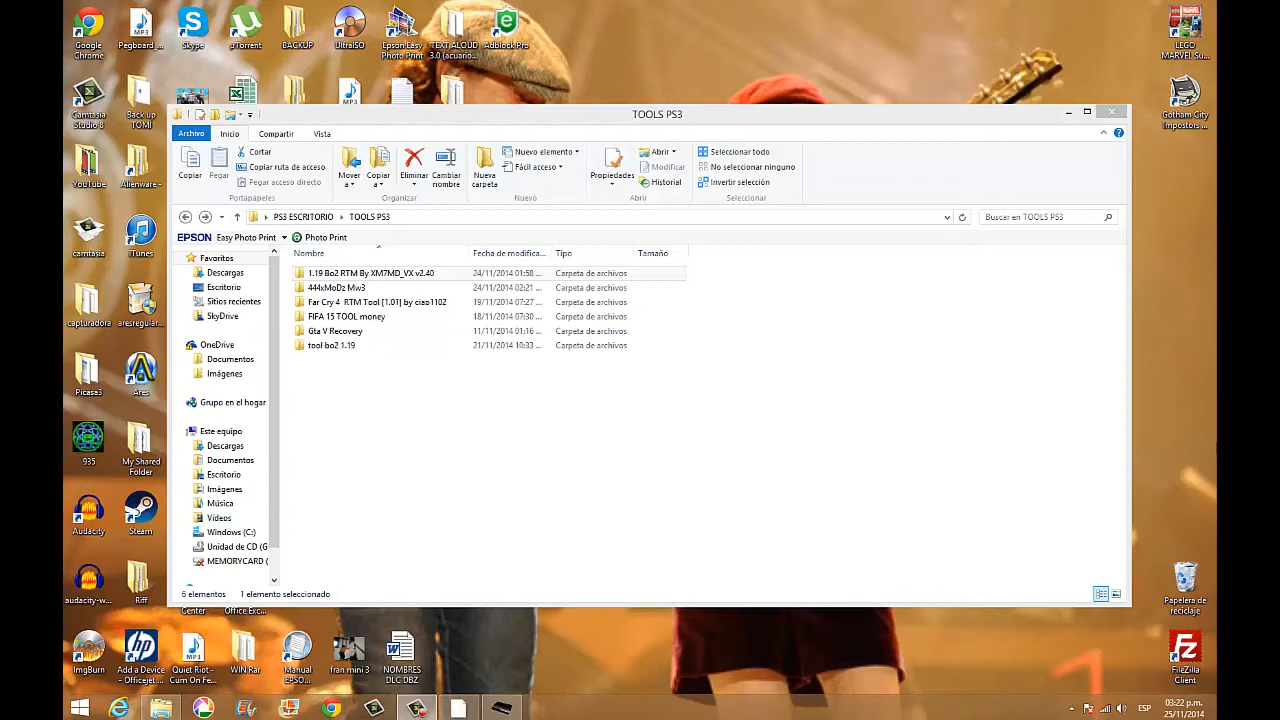 Google Chrome
Pegboard_...
Skype
uTorrent
BACKUP
UltraISO
Epson Easy Photo Print
TEXT ALOUD 3.0 (acuario...
Adblock Pro
LEGO MARVEL Su...
Camtasia Studio 8
Back up TOMI
Gotham City Impostors ...
YouTube
Alienware-...
camtasia
iTunes
capturadora
aresregular...
Picasa3
Ares
935
My Shared Folder
Audacity
Steam
audacity-w...
Riff
Center
Office Exc...
Papelera de reciclaje
ImgBurn
Add a Device - Officejet ...
Quiet Riot - Cum On Fe...
WIN Rar
Manual EPSO...
fran mini 3
NOMBRES DLC DBZ
FileZilla Client
TOOLS PS3
Archivo Inicio Compartir Vista
Copiar
Pegar
Cortar
Copiar ruta de acceso
Pegar acceso directo
Portapapeles
Mover a
Copiar a
Eliminar
Cambiar nombre
Organizar
Nueva carpeta
Nuevo elemento
Fácil acceso
Nuevo
Propiedades
Abrir
Modificar
Historial
Abrir
Seleccionar todo
No seleccionar ninguno
Invertir selección
Seleccionar
PS3 ESCRITORIO TOOLS PS3
Buscar en TOOLS PS3
EPSON Easy Photo Print Photo Print
Nombre Fecha de modifica... Tipo Tamaño
1.19 Bo2 RTM By XM7MD_VX v2.40 24/11/2014 01:58 ... Carpeta de archivos
444xMoDz Mw3 24/11/2014 02:21 ... Carpeta de archivos
Far Cry 4 RTM Tool [1.01] by ciao1102 19/11/2014 07:27 ... Carpeta de archivos
FIFA 15 TOOL money 18/11/2014 07:30 ... Carpeta de archivos
Gta V Recovery 11/11/2014 01:16 ... Carpeta de archivos
tool bo2 1.19 21/11/2014 10:33 ... Carpeta de archivos
Favoritos
Descargas
Escritorio
Sitios recientes
SkyDrive
OneDrive
Documentos
Imágenes
Grupo en el hogar
Este equipo
Descargas
Documentos
Escritorio
Imágenes
Música
Vídeos
Windows (C:)
Unidad de CD (G
MEMORYCARD (
6 elementos 1 elemento seleccionado
ESP
03:22 p.m.
25/11/2014